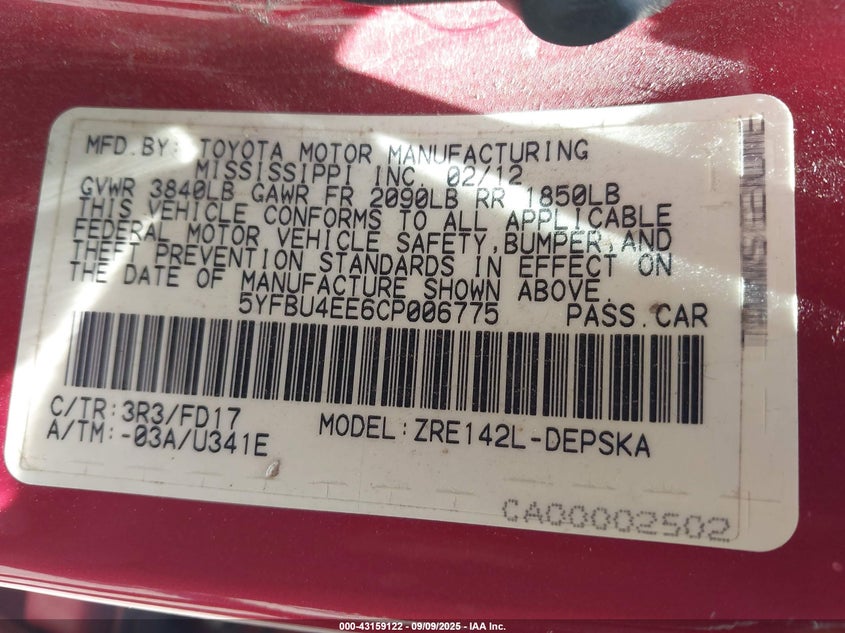 MFD.BY: TOYOTA MOTOR MANUFACTURING
MISSISSIPPI INC. 02/12
GVWR 3840LB GAWR FR 2090LB RR 1850LB
THIS VEHICLE CONFORMS TO ALL APPLICABLE
FEDERAL MOTOR VEHICLE SAFETY,BUMPER,AND
THEFT PREVENTION STANDARDS IN EFFECT ON
THE DATE OF MANUFACTURE SHOWN ABOVE.
5YFBU4EE6CP006775 PASS.CAR
C/TR:3R3/FD17
A/TM:-03A/U341E
MODEL:ZRE142L-DEPSKA
CA00002502
000-43159122 - 09/09/2025 - IAA Inc.